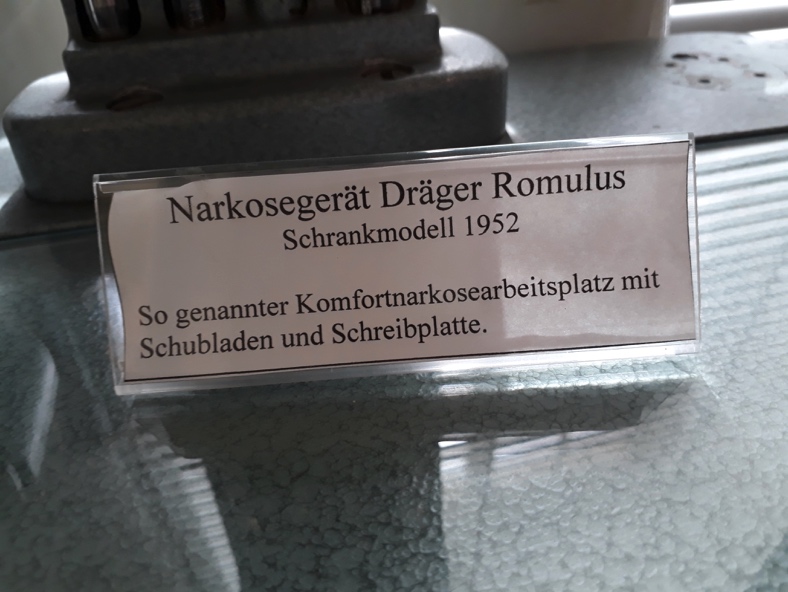 Narkosegerät Dräger Romulus
Schrankmodell 1952
So genannter Komfortnarkosearbeitsplatz mit
Schubladen und Schreibplatte.